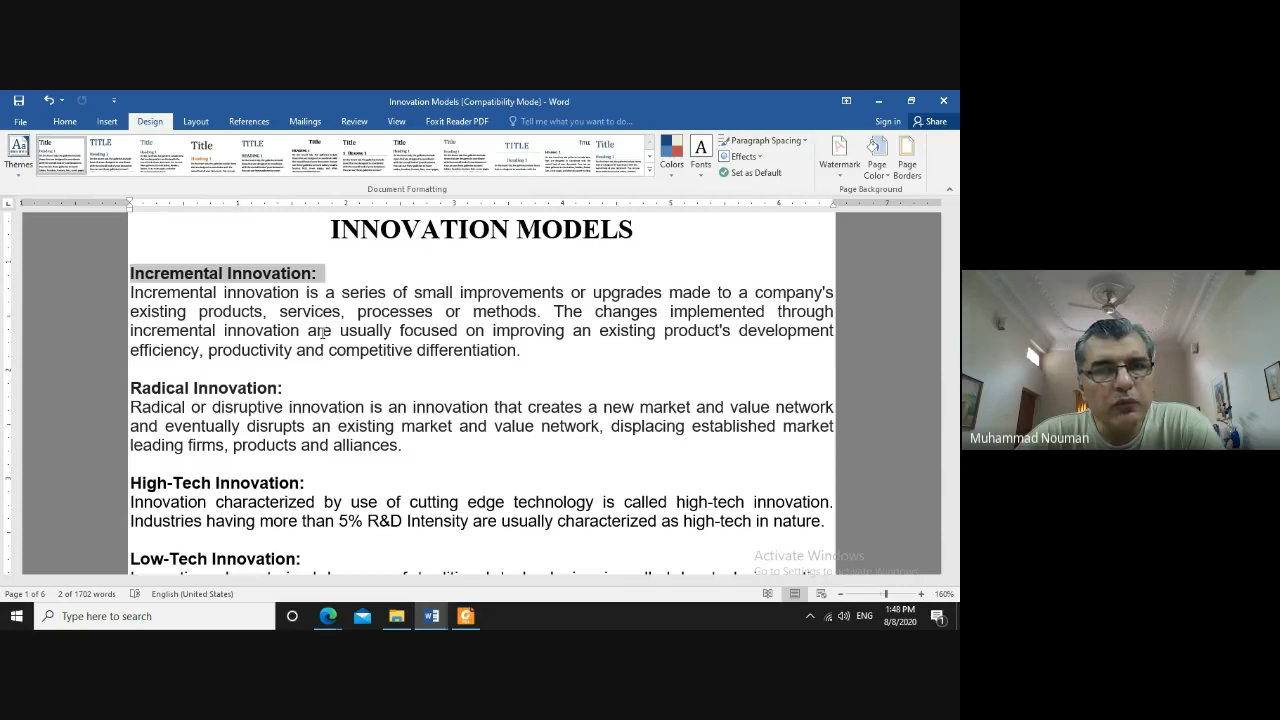 Innovation Models [Compatibility Mode] - Word
File Home Insert Design Layout References Mailings Review View Foxit Reader PDF Tell me what you want to do... Sign in Share
Themes
Title
TITLE
Title
Title
TITLE
Title
Title
Title
Title
TITLE
Title
Heading 1
Colors
Fonts
Paragraph Spacing
Effects
Set as Default
Watermark
Page Color
Page Borders
Document Formatting
Page Background
INNOVATION MODELS
Incremental Innovation:
Incremental innovation is a series of small improvements or upgrades made to a company's
existing products, services, processes or methods. The changes implemented through
incremental innovation are usually focused on improving an existing product's development
efficiency, productivity and competitive differentiation.
Radical Innovation:
Radical or disruptive innovation is an innovation that creates a new market and value network
and eventually disrupts an existing market and value network, displacing established market
leading firms, products and alliances.
High-Tech Innovation:
Innovation characterized by use of cutting edge technology is called high-tech innovation.
Industries having more than 5% R&D Intensity are usually characterized as high-tech in nature.
Low-Tech Innovation:
Activate Windows
Go to Settings to activate Windows.
Muhammad Nouman
Page 1 of 6 2 of 1702 words English (United States) 160%
Type here to search
ENG
1:48 PM
8/8/2020